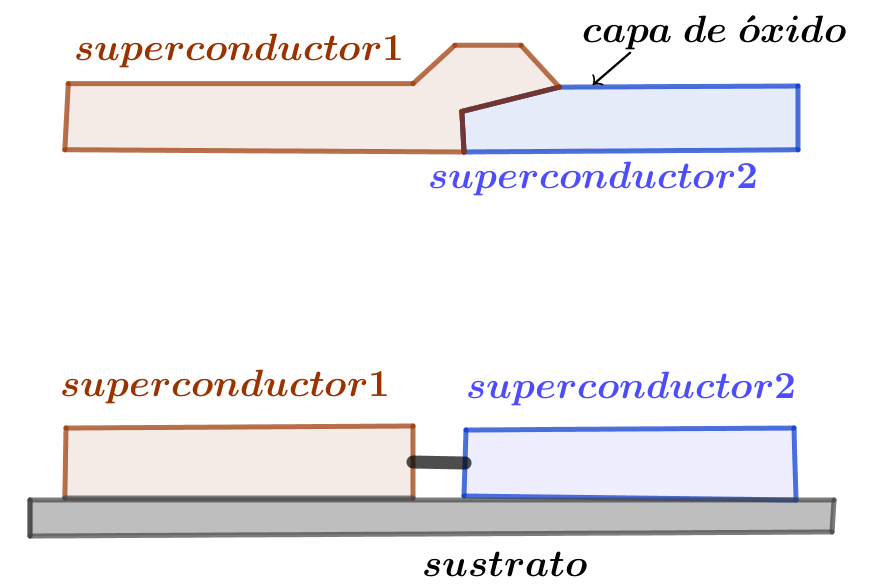 capa de óxido
superconductor1
superconductor2
superconductor1
superconductor2
sustrato